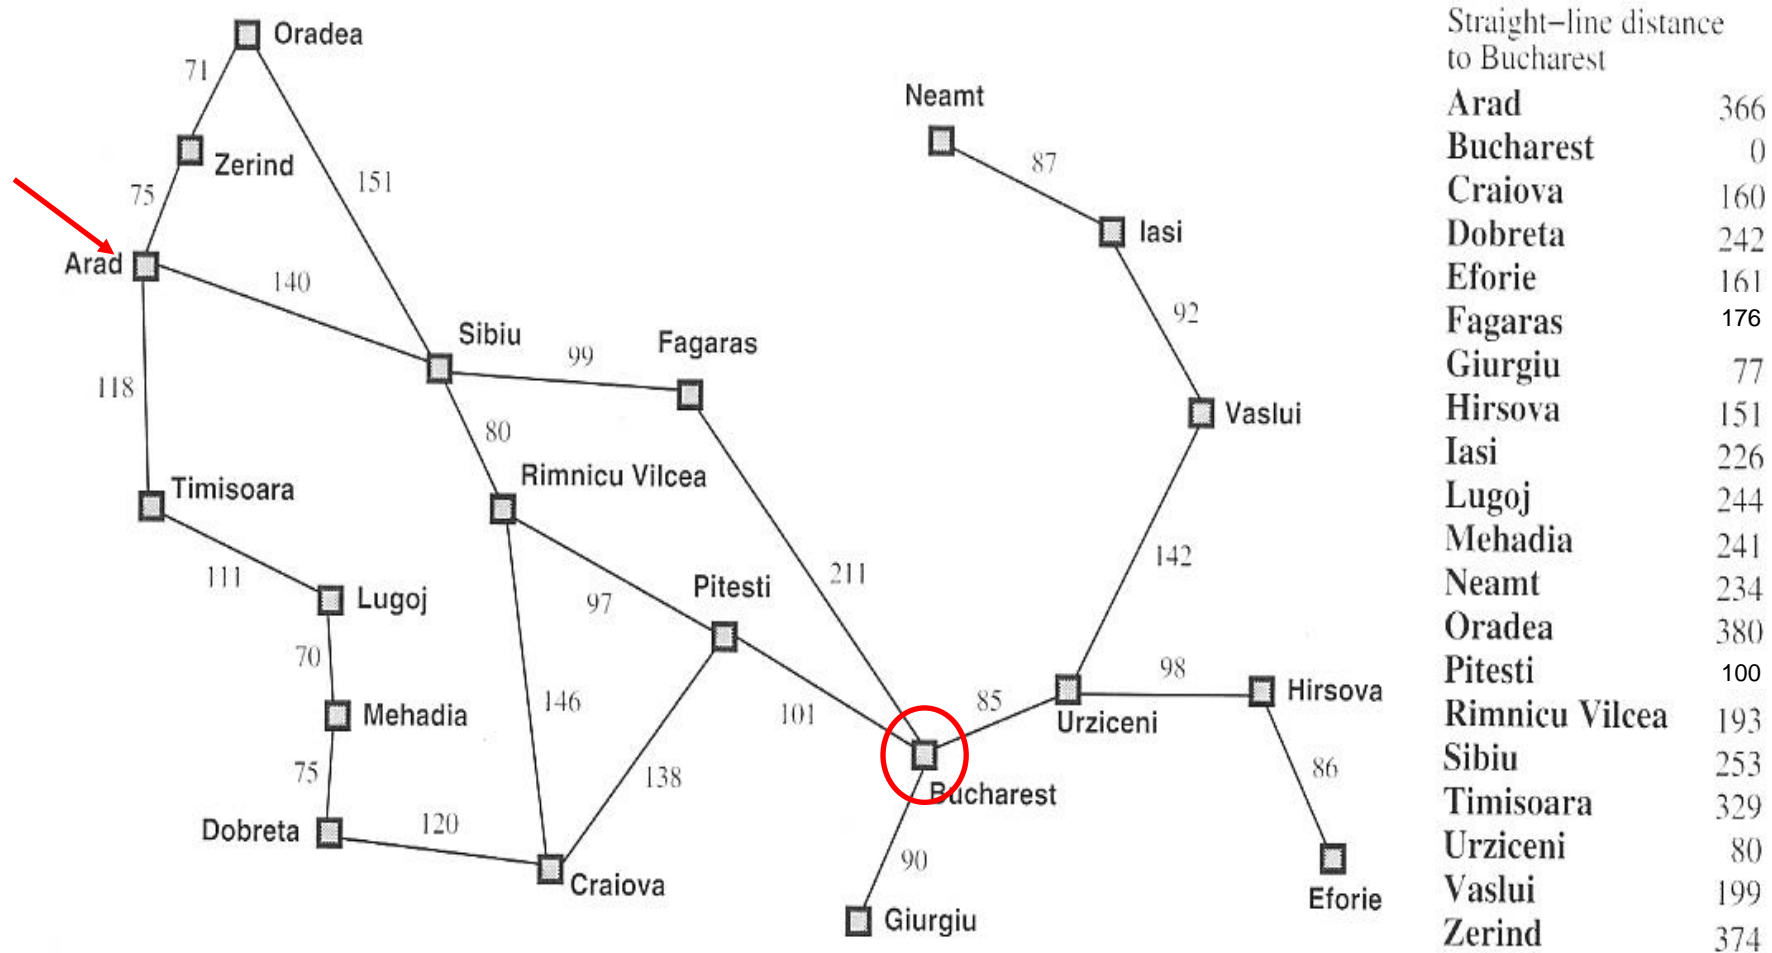 Oradea
71
Neamt
Zerind
87
151
75
Iasi
Arad
140
92
Sibiu
Fagaras
99
118
Vaslui
80
Rimnicu Vilcea
Timisoara
142
211
111
Pitesti
Lugoj
97
70
98
Hirsova
85
146
101
Mehadia
Urziceni
86
75
138
Bucharest
Dobreta
120
90
Craiova
Eforie
Giurgiu
Straight–line distance
to Bucharest
Arad 366
Bucharest 0
Craiova 160
Dobreta 242
Eforie 161
Fagaras 176
Giurgiu 77
Hirsova 151
Iasi 226
Lugoj 244
Mehadia 241
Neamt 234
Oradea 380
Pitesti 100
Rimnicu Vilcea 193
Sibiu 253
Timisoara 329
Urziceni 80
Vaslui 199
Zerind 374